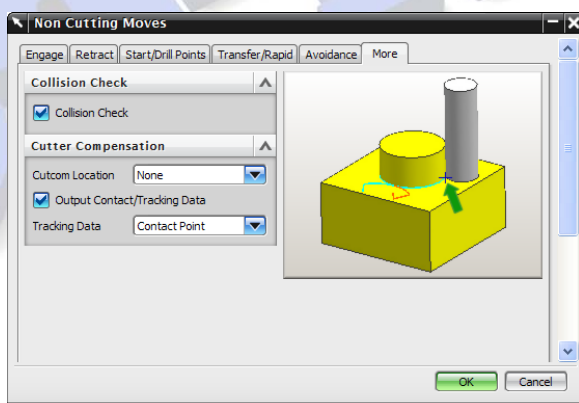 Non Cutting Moves
Engage Retract Start/Drill Points Transfer/Rapid Avoidance More
Collision Check
Collision Check
Cutter Compensation
Cutcom Location None
Output Contact/Tracking Data
Tracking Data Contact Point
OK Cancel